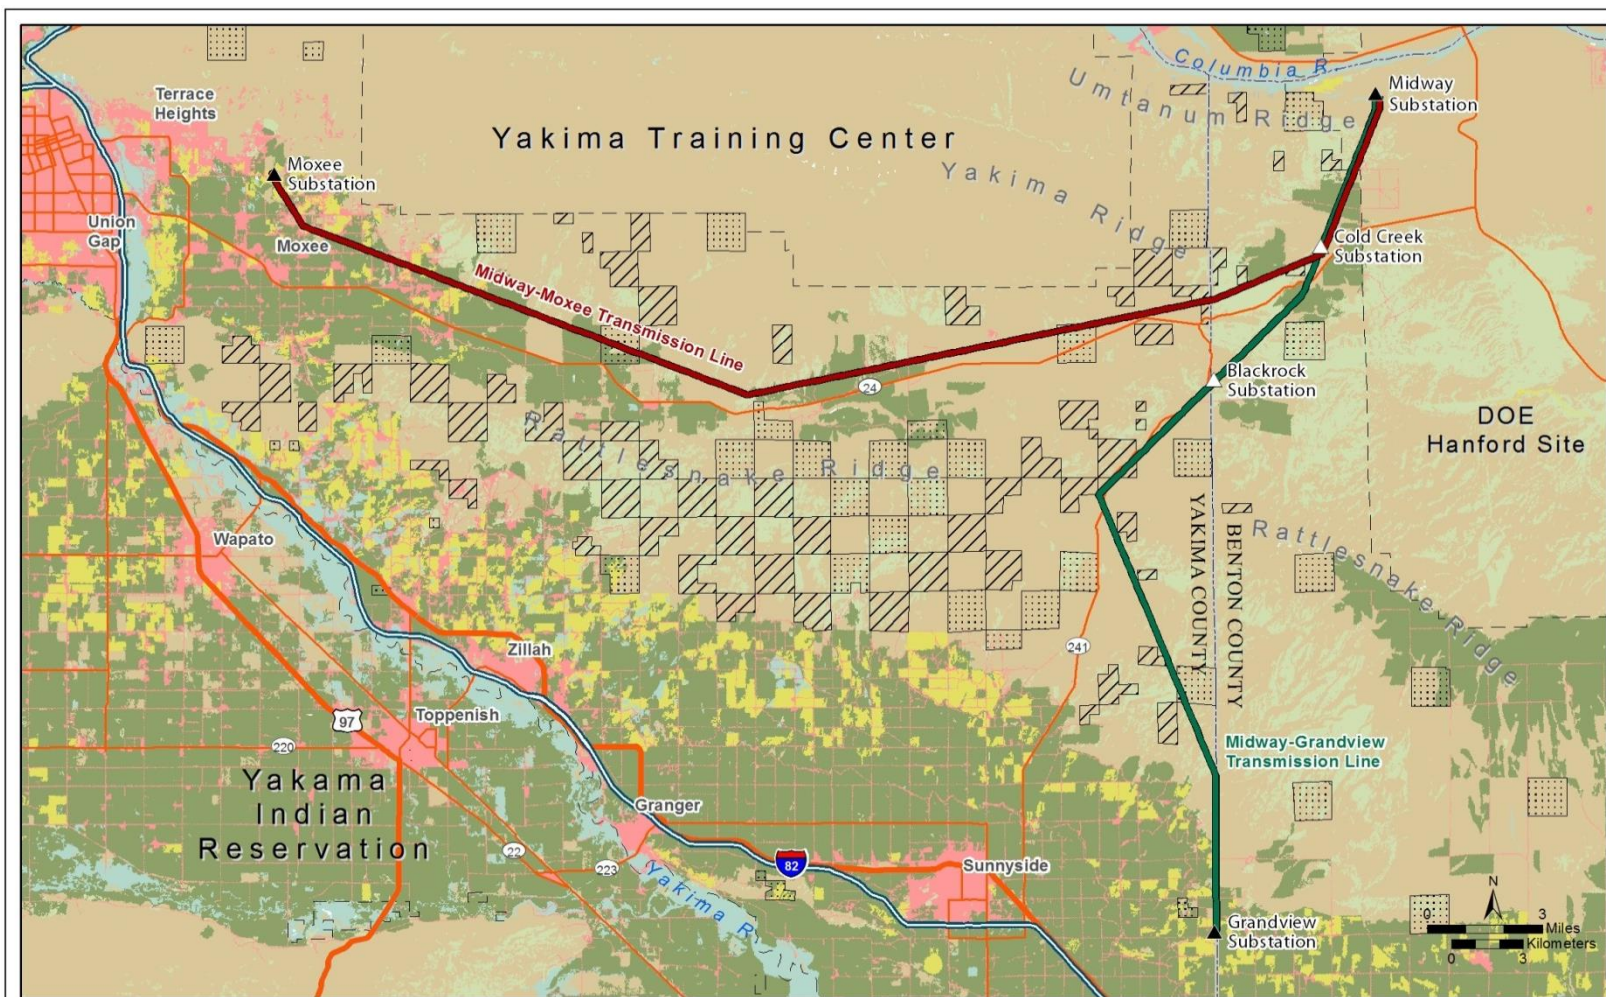 Columbia R.
Umtanum Ridge
Midway
Substation
Terrace
Heights
Yakima Training Center
Moxee
Substation
Yakima Ridge
Union
Gap
Moxee
Cold Creek
Substation
Midway-Moxee Transmission Line
24
Blackrock
Substation
DOE
Hanford Site
Rattlesnake Ridge
YAKIMA COUNTY
BENTON COUNTY
Rattlesnake Ridge
Wapato
Zillah
241
97
Toppenish
220
Midway-Grandview
Transmission Line
Yakama
Indian
Reservation
Granger
22
223
82
Sunnyside
Yakima R.
Grandview
Substation
N
0 3
Miles
Kilometers
0 3